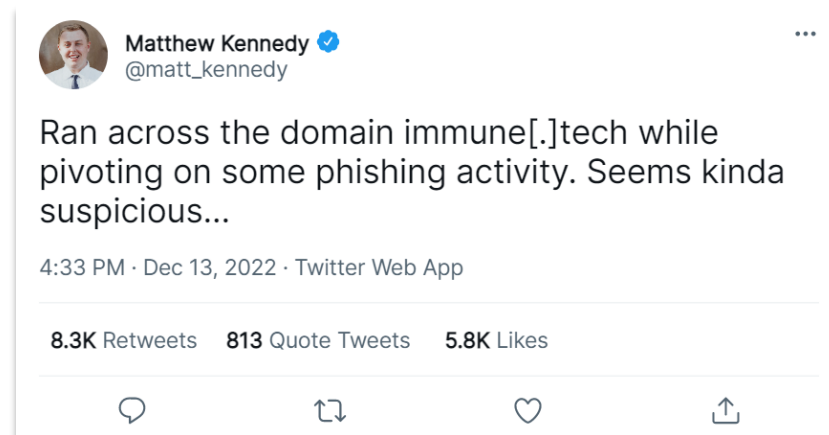 Matthew Kennedy
@matt_kennedy
Ran across the domain immune[.]tech while
pivoting on some phishing activity. Seems kinda
suspicious...
4:33 PM · Dec 13, 2022 · Twitter Web App
8.3K Retweets 813 Quote Tweets 5.8K Likes